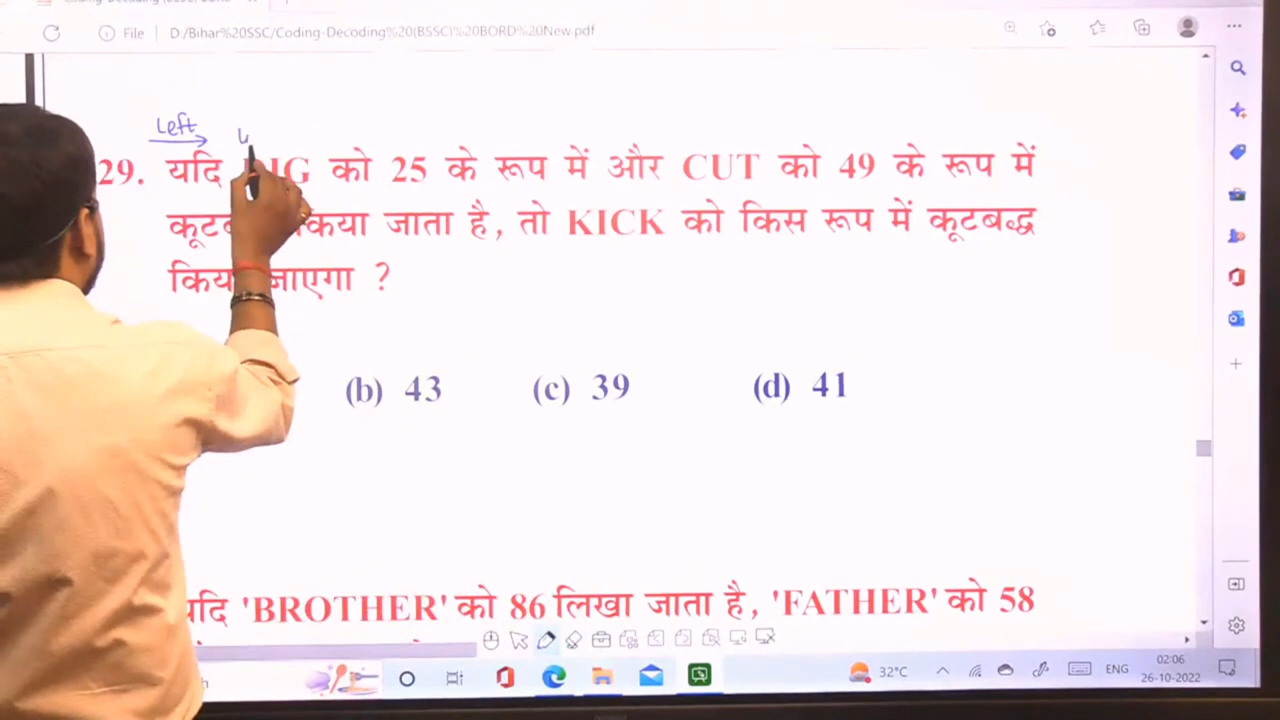 File D:/Bihar%20SSC/Coding-Decoding%20(BSSC)%20BORD%20New.pdf
Left
29. यदि को 25 के रूप में और CUT को 49 के रूप में
किया जाता है, तो KICK को किस रूप में कूटबद्ध
जाएगा ?
(b) 43 (c) 39 (d) 41
यदि 'BROTHER' को 86 लिखा जाता है, 'FATHER' को 58
32°C ENG 02:06
26-10-2022